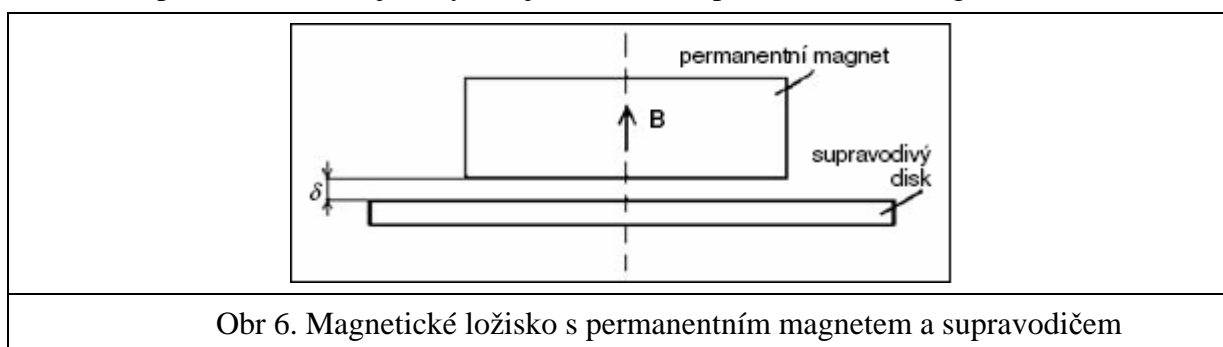 permanentní magnet
B
supravodivý
disk
δ
Obr 6. Magnetické ložisko s permanentním magnetem a supravodičem